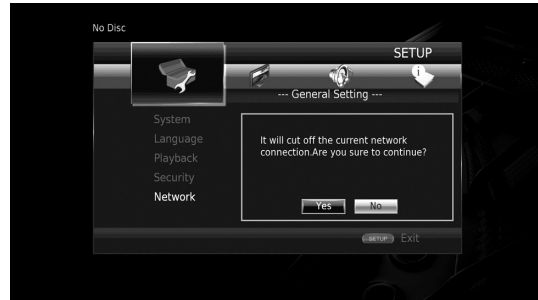 No Disc
SETUP
--- General Setting ---
System
Language
Playback
Security
Network
It will cut off the current network
connection.Are you sure to continue?
Yes No
SETUP Exit